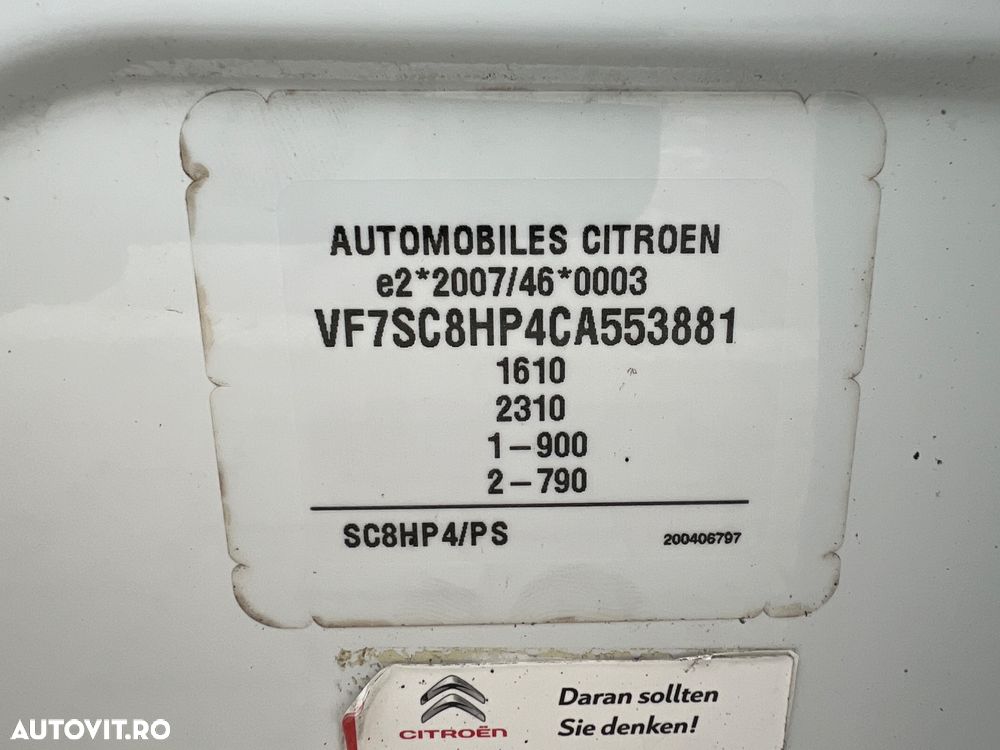 AUTOMOBILES CITROEN
e2*2007/46*0003
VF7SC8HP4CA553881
1610
2310
1-900
2-790
SC8HP4/PS 200406797
CITROËN
Daran sollten
Sie denken!
AUTOVIT.RO